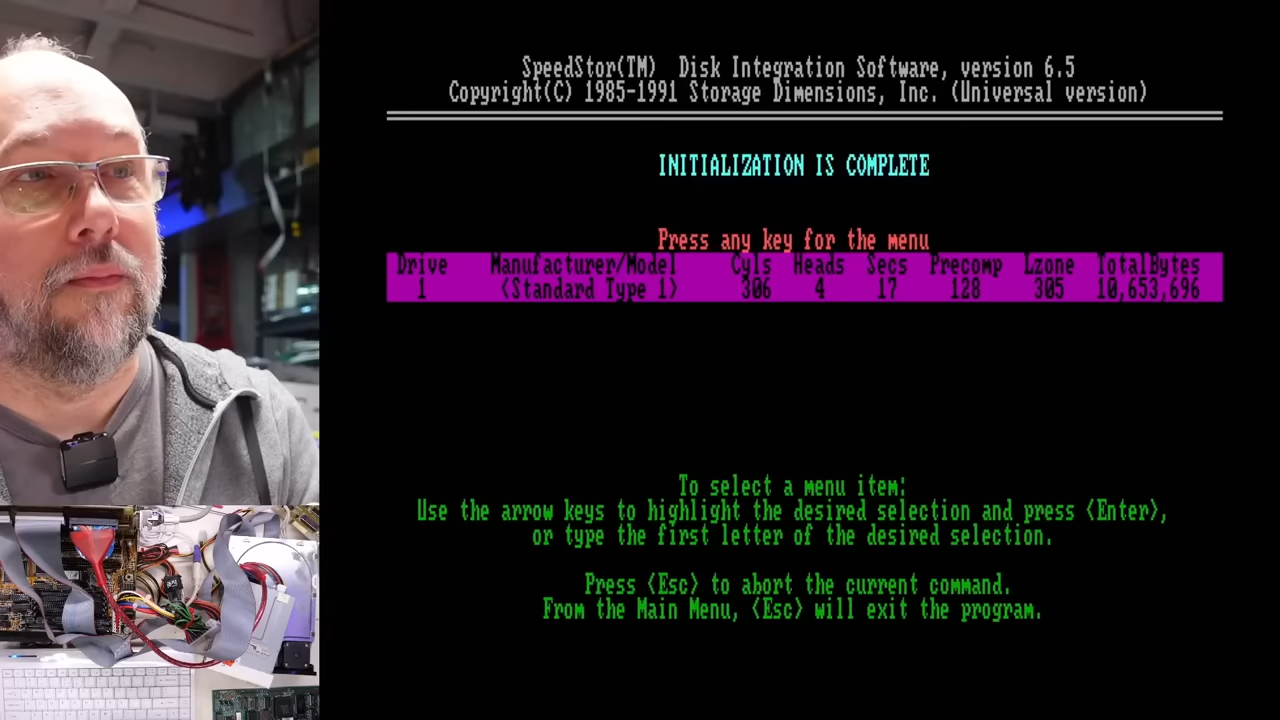 SpeedStor(TM) Disk Integration Software, version 6.5
Copyright(C) 1985-1991 Storage Dimensions, Inc. (Universal version)
INITIALIZATION IS COMPLETE
Press any key for the menu
Drive Manufacturer/Model Cyls Heads Secs Precomp Lzone TotalBytes
1 <Standard Type 1> 306 4 17 128 305 10,653,696
To select a menu item:
Use the arrow keys to highlight the desired selection and press <Enter>,
or type the first letter of the desired selection.
Press <Esc> to abort the current command.
From the Main Menu, <Esc> will exit the program.